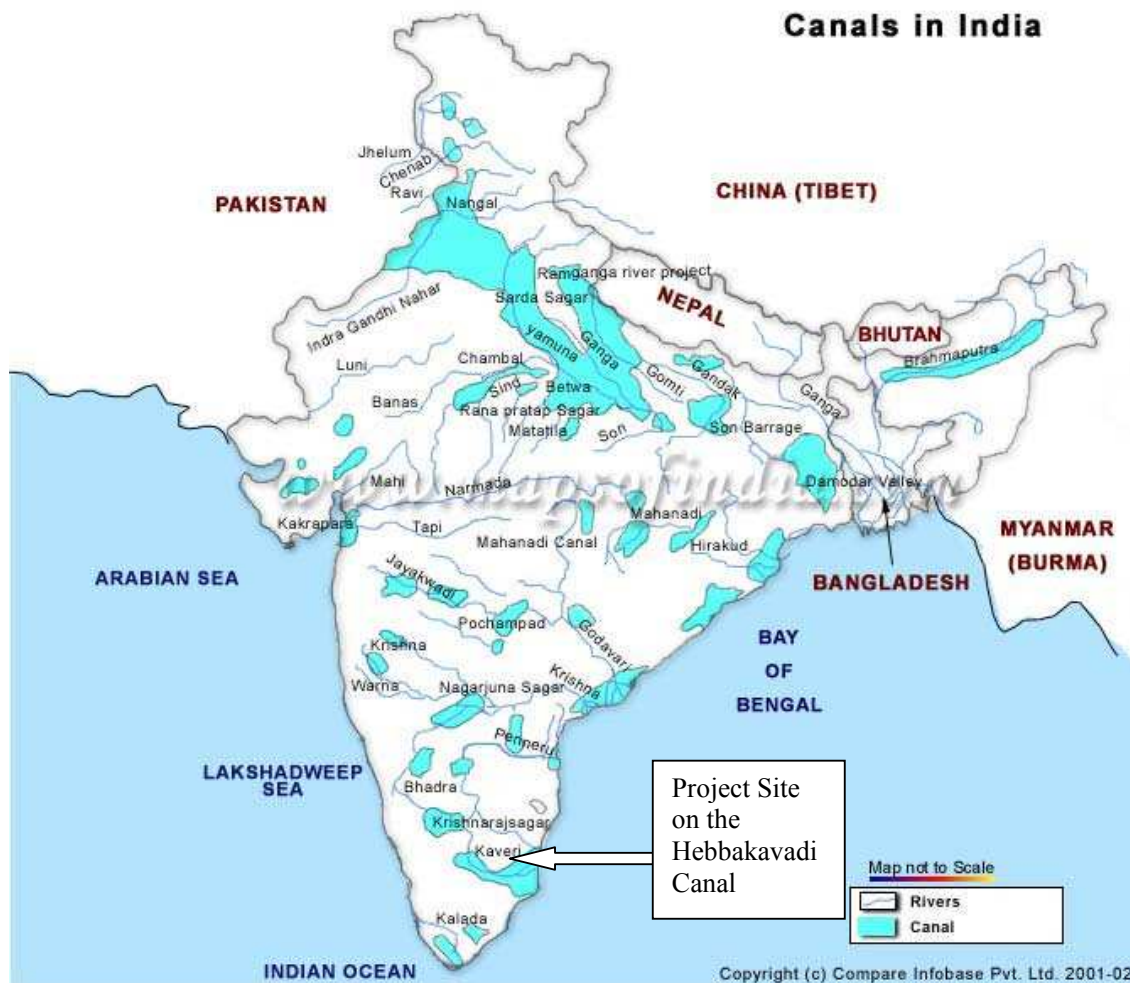 Canals in India
Jhelum
Chenab
Ravi
PAKISTAN
Nangal
CHINA (TIBET)
Ramganga river project
Sarda Sagar
NEPAL
Indra Gandhi Nahar
BHUTAN
Brahmaputra
yamuna
Ganga
Luni
Chambal
Sind
Betwa
Gomti
Gandak
Ganga
Banas
Rana pratap Sagar
Matatila
Son
Son Barrage
www.mapsofindia.com
Mahi
Narmada
Damodar Valley
Kakrapara
Tapi
Mahanadi
Mahanadi Canal
Hirakud
MYANMAR
(BURMA)
ARABIAN SEA
BANGLADESH
Jayakwadi
Pochampad
Godavari
BAY
OF
BENGAL
Krishna
Warna
Nagarjuna Sagar
Krishna
Penneru
LAKSHADWEEP
SEA
Bhadra
Krishnarajsagar
Kaveri
Project Site
on the
Hebbakavadi
Canal
Map not to Scale
Rivers
Canal
Kalada
INDIAN OCEAN
Copyright (c) Compare Infobase Pvt. Ltd. 2001-02